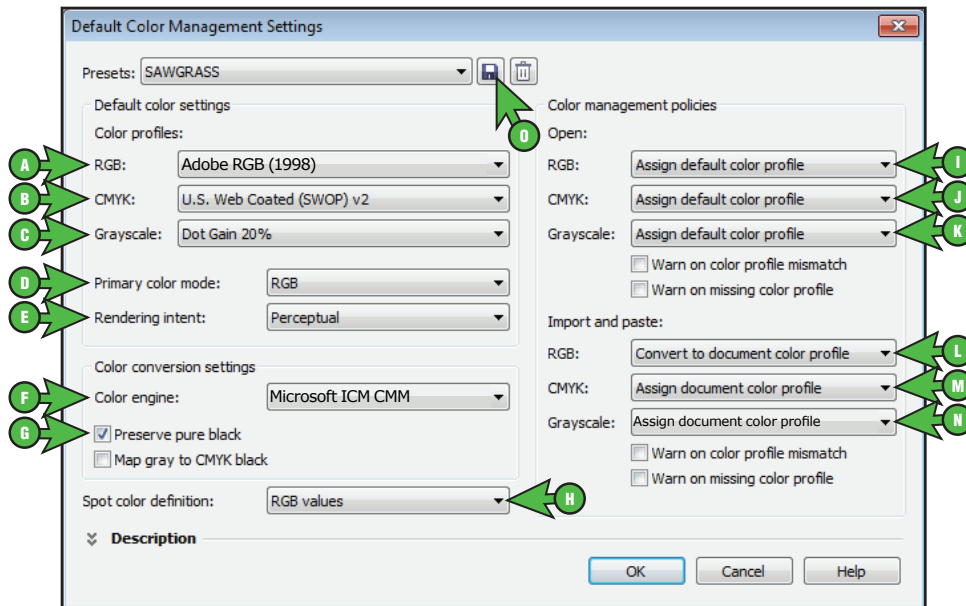 Default Color Management Settings
Presets: SAWGRASS
O
Default color settings
Color profiles:
A RGB: Adobe RGB (1998)
B CMYK: U.S. Web Coated (SWOP) v2
C Grayscale: Dot Gain 20%
D Primary color mode: RGB
E Rendering intent: Perceptual
Color conversion settings
F Color engine: Microsoft ICM CMM
G Preserve pure black
Map gray to CMYK black
Spot color definition: RGB values H
Color management policies
Open:
RGB: Assign default color profile I
CMYK: Assign default color profile J
Grayscale: Assign default color profile K
Warn on color profile mismatch
Warn on missing color profile
Import and paste:
RGB: Convert to document color profile L
CMYK: Assign document color profile M
Grayscale: Assign document color profile N
Warn on color profile mismatch
Warn on missing color profile
Description
OK Cancel Help